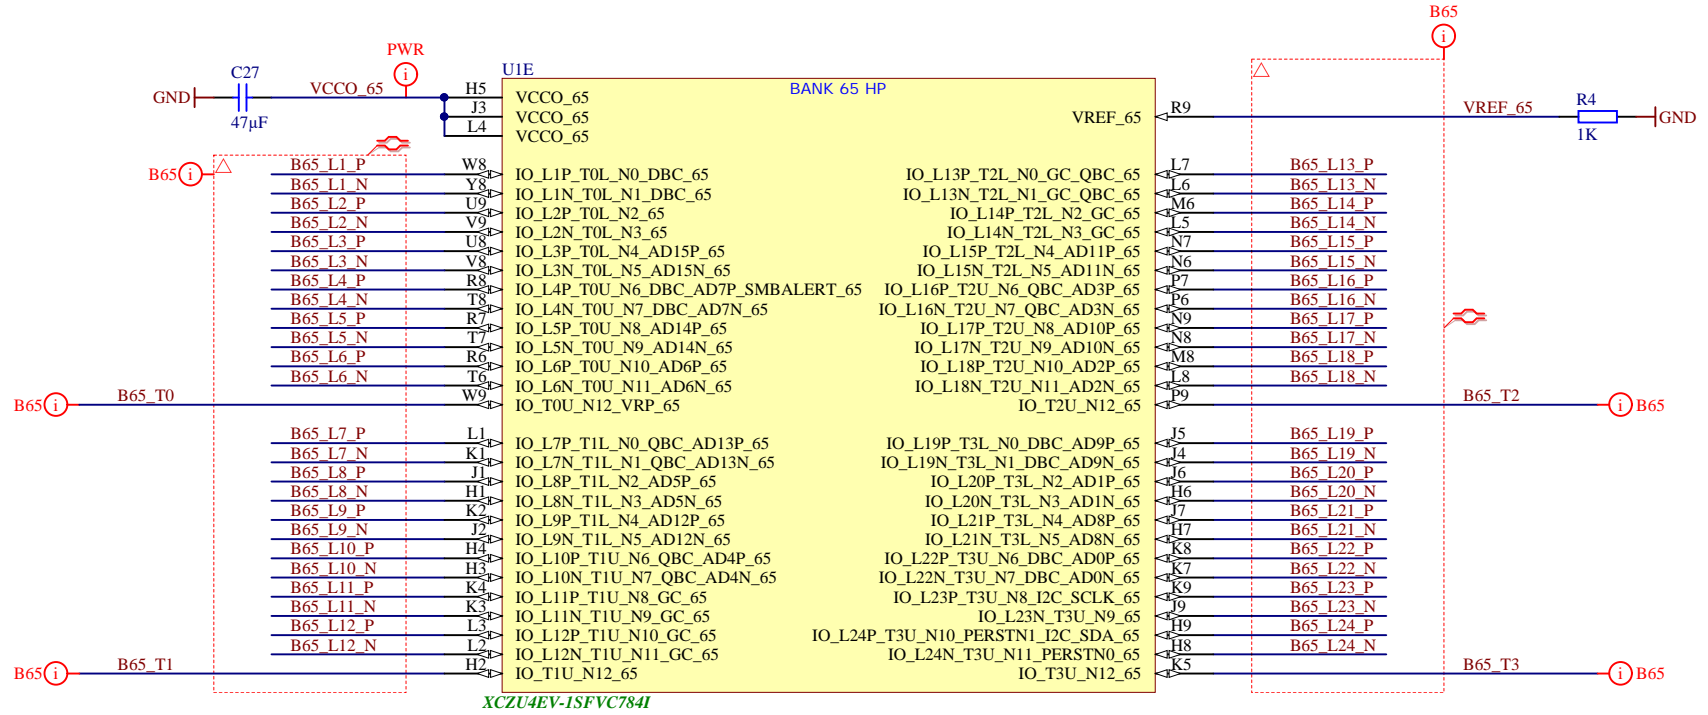 B65
PWR
C27
U1E
BANK 65 HP
GND
VCCO_65
H5
VCCO_65
47µF
J3
VCCO_65
L4
VCCO_65
VREF_65
R9
VREF_65
R4
1K
GND
B65
B65_L1_P W8 IO_L1P_T0L_N0_DBC_65 IO_L13P_T2L_N0_GC_QBC_65 L7 B65_L13_P
B65_L1_N Y8 IO_L1N_T0L_N1_DBC_65 IO_L13N_T2L_N1_GC_QBC_65 L6 B65_L13_N
B65_L2_P U9 IO_L2P_T0L_N2_65 IO_L14P_T2L_N2_GC_65 M6 B65_L14_P
B65_L2_N V9 IO_L2N_T0L_N3_65 IO_L14N_T2L_N3_GC_65 L5 B65_L14_N
B65_L3_P U8 IO_L3P_T0L_N4_AD15P_65 IO_L15P_T2L_N4_AD11P_65 N7 B65_L15_P
B65_L3_N V8 IO_L3N_T0L_N5_AD15N_65 IO_L15N_T2L_N5_AD11N_65 N6 B65_L15_N
B65_L4_P R8 IO_L4P_T0U_N6_DBC_AD7P_SMBALERT_65 IO_L16P_T2U_N6_QBC_AD3P_65 P7 B65_L16_P
B65_L4_N T8 IO_L4N_T0U_N7_DBC_AD7N_65 IO_L16N_T2U_N7_QBC_AD3N_65 P6 B65_L16_N
B65_L5_P R7 IO_L5P_T0U_N8_AD14P_65 IO_L17P_T2U_N8_AD10P_65 N9 B65_L17_P
B65_L5_N T7 IO_L5N_T0U_N9_AD14N_65 IO_L17N_T2U_N9_AD10N_65 N8 B65_L17_N
B65_L6_P R6 IO_L6P_T0U_N10_AD6P_65 IO_L18P_T2U_N10_AD2P_65 M8 B65_L18_P
B65_L6_N T6 IO_L6N_T0U_N11_AD6N_65 IO_L18N_T2U_N11_AD2N_65 L8 B65_L18_N
B65 B65_T0 W9 IO_T0U_N12_VRP_65 IO_T2U_N12_65 P9 B65_T2 B65
B65_L7_P L1 IO_L7P_T1L_N0_QBC_AD13P_65 IO_L19P_T3L_N0_DBC_AD9P_65 J5 B65_L19_P
B65_L7_N K1 IO_L7N_T1L_N1_QBC_AD13N_65 IO_L19N_T3L_N1_DBC_AD9N_65 J4 B65_L19_N
B65_L8_P J1 IO_L8P_T1L_N2_AD5P_65 IO_L20P_T3L_N2_AD1P_65 J6 B65_L20_P
B65_L8_N H1 IO_L8N_T1L_N3_AD5N_65 IO_L20N_T3L_N3_AD1N_65 H6 B65_L20_N
B65_L9_P K2 IO_L9P_T1L_N4_AD12P_65 IO_L21P_T3L_N4_AD8P_65 J7 B65_L21_P
B65_L9_N J2 IO_L9N_T1L_N5_AD12N_65 IO_L21N_T3L_N5_AD8N_65 H7 B65_L21_N
B65_L10_P H4 IO_L10P_T1U_N6_QBC_AD4P_65 IO_L22P_T3U_N6_DBC_AD0P_65 K8 B65_L22_P
B65_L10_N H3 IO_L10N_T1U_N7_QBC_AD4N_65 IO_L22N_T3U_N7_DBC_AD0N_65 K7 B65_L22_N
B65_L11_P K4 IO_L11P_T1U_N8_GC_65 IO_L23P_T3U_N8_I2C_SCLK_65 K9 B65_L23_P
B65_L11_N K3 IO_L11N_T1U_N9_GC_65 IO_L23N_T3U_N9_65 J9 B65_L23_N
B65_L12_P L3 IO_L12P_T1U_N10_GC_65 IO_L24P_T3U_N10_PERSTN1_I2C_SDA_65 H9 B65_L24_P
B65_L12_N L2 IO_L12N_T1U_N11_GC_65 IO_L24N_T3U_N11_PERSTN0_65 H8 B65_L24_N
B65 B65_T1 H2 IO_T1U_N12_65 IO_T3U_N12_65 K5 B65_T3 B65
XCZU4EV-1SFVC784I